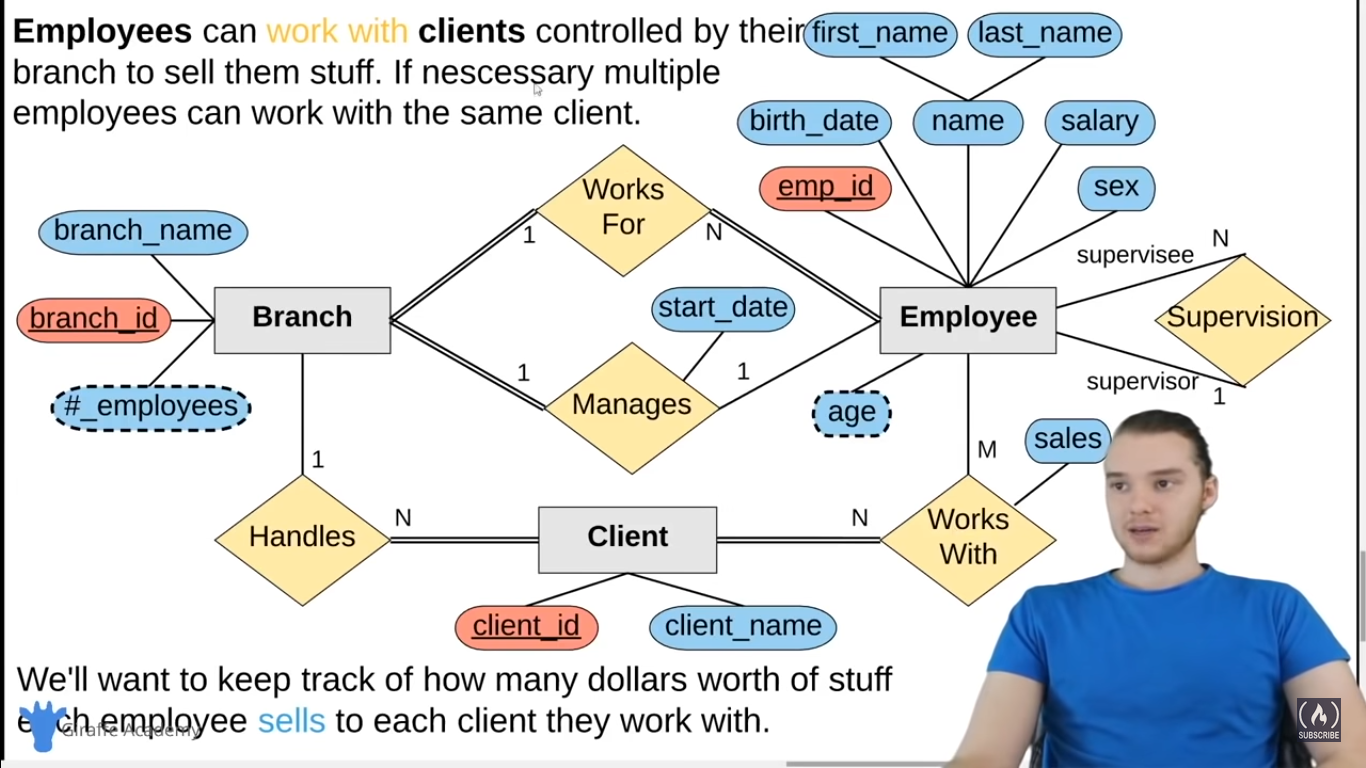 Employees can work with clients controlled by their
branch to sell them stuff. If nescessary multiple
employees can work with the same client.
first_name
last_name
birth_date
name
salary
emp_id
sex
Works
For
1
N
branch_name
branch_id
#_employees
Branch
start_date
Employee
supervisee
N
Supervision
supervisor
1
1
Manages
1
age
sales
M
1
Handles
N
Client
N
Works
With
client_id
client_name
We'll want to keep track of how many dollars worth of stuff
each employee sells to each client they work with.
Giraffe Academy
SUBSCRIBE